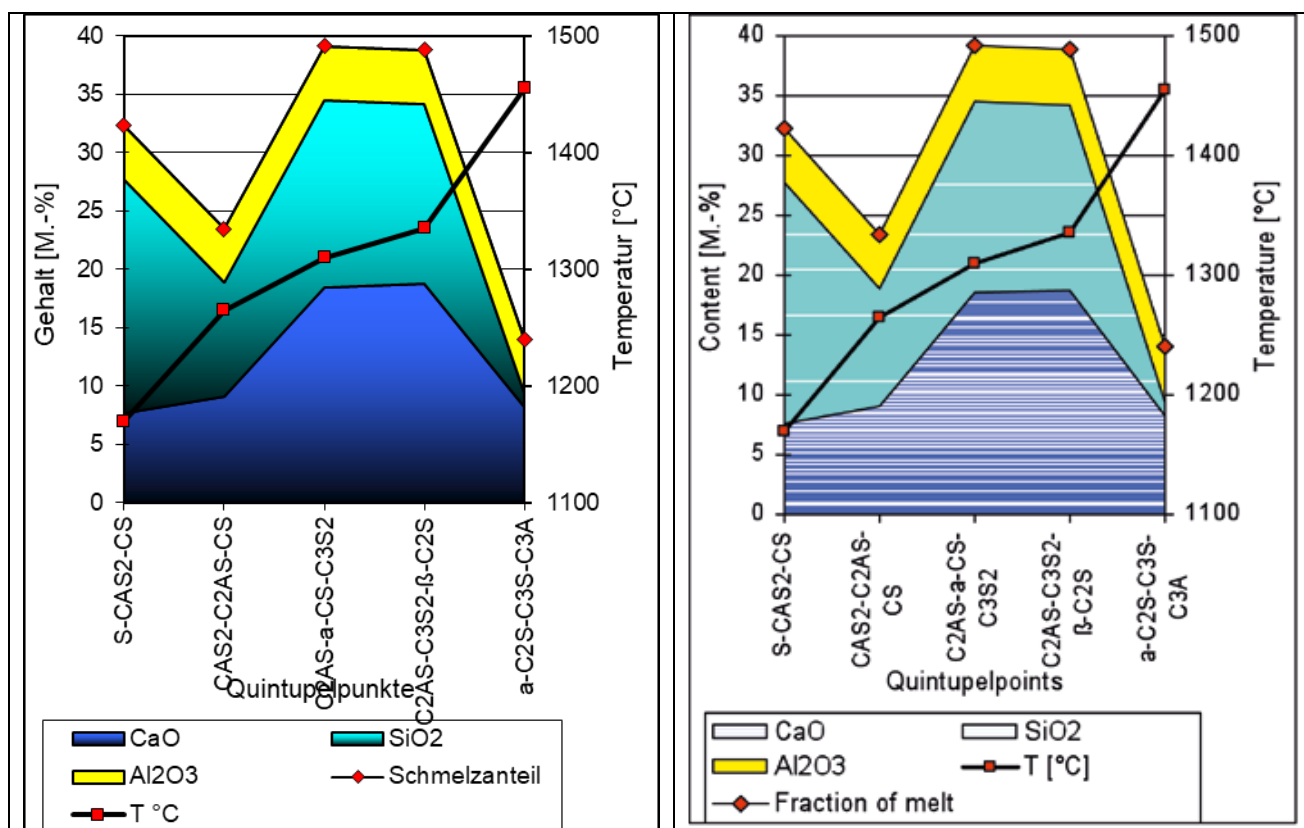 40
35
30
25
20
15
10
5
0
Gehalt [M.-%]
1500
1400
1300
1200
1100
Temperatur [°C]
S-CAS2-CS
CAS2-C2AS-CS
C2AS-a-CS-C3S2
C2AS-C3S2-ß-C2S
a-C2S-C3S-C3A
Quintupelpunkte
CaO
SiO2
Al2O3
Schmelzanteil
T °C
40
35
30
25
20
15
10
5
0
Content [M.-%]
1500
1400
1300
1200
1100
Temperature [°C]
S-CAS2-CS
CAS2-C2AS-
CS
C2AS-a-CS-
C3S2
C2AS-C3S2-
ß-C2S
a-C2S-C3S-
C3A
Quintupelpoints
CaO
SiO2
Al2O3
T [°C]
Fraction of melt